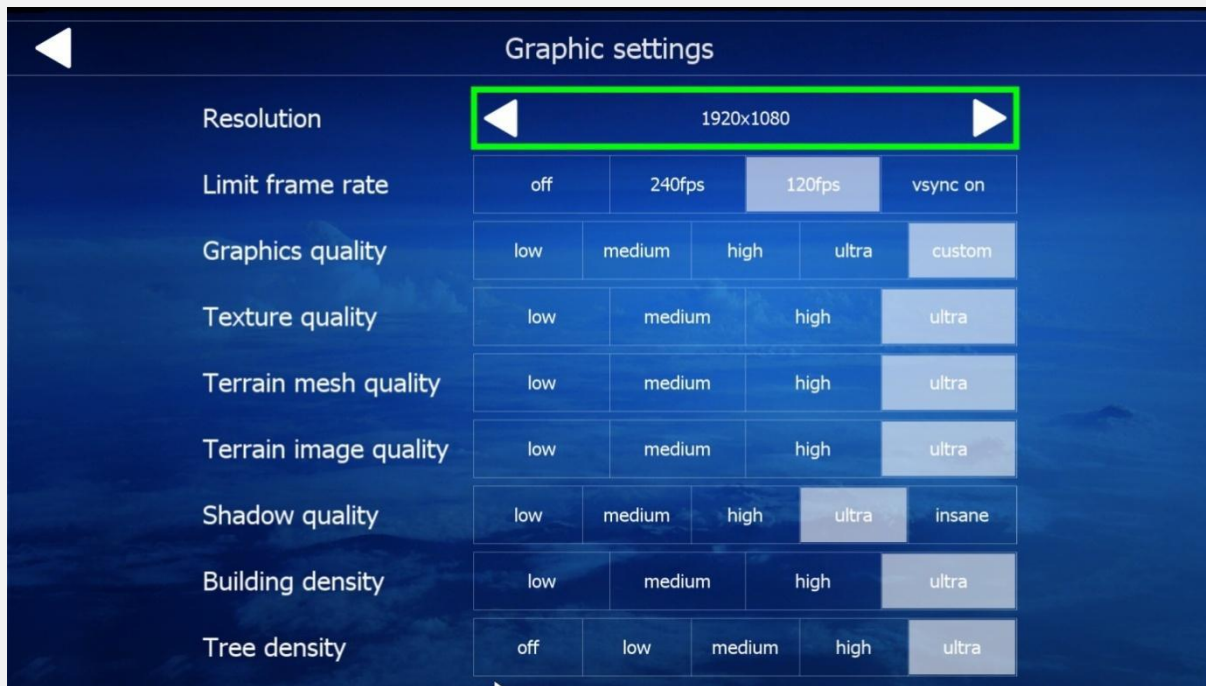 Graphic settings
Resolution 1920x1080
Limit frame rate off 240fps 120fps vsync on
Graphics quality low medium high ultra custom
Texture quality low medium high ultra
Terrain mesh quality low medium high ultra
Terrain image quality low medium high ultra
Shadow quality low medium high ultra insane
Building density low medium high ultra
Tree density off low medium high ultra